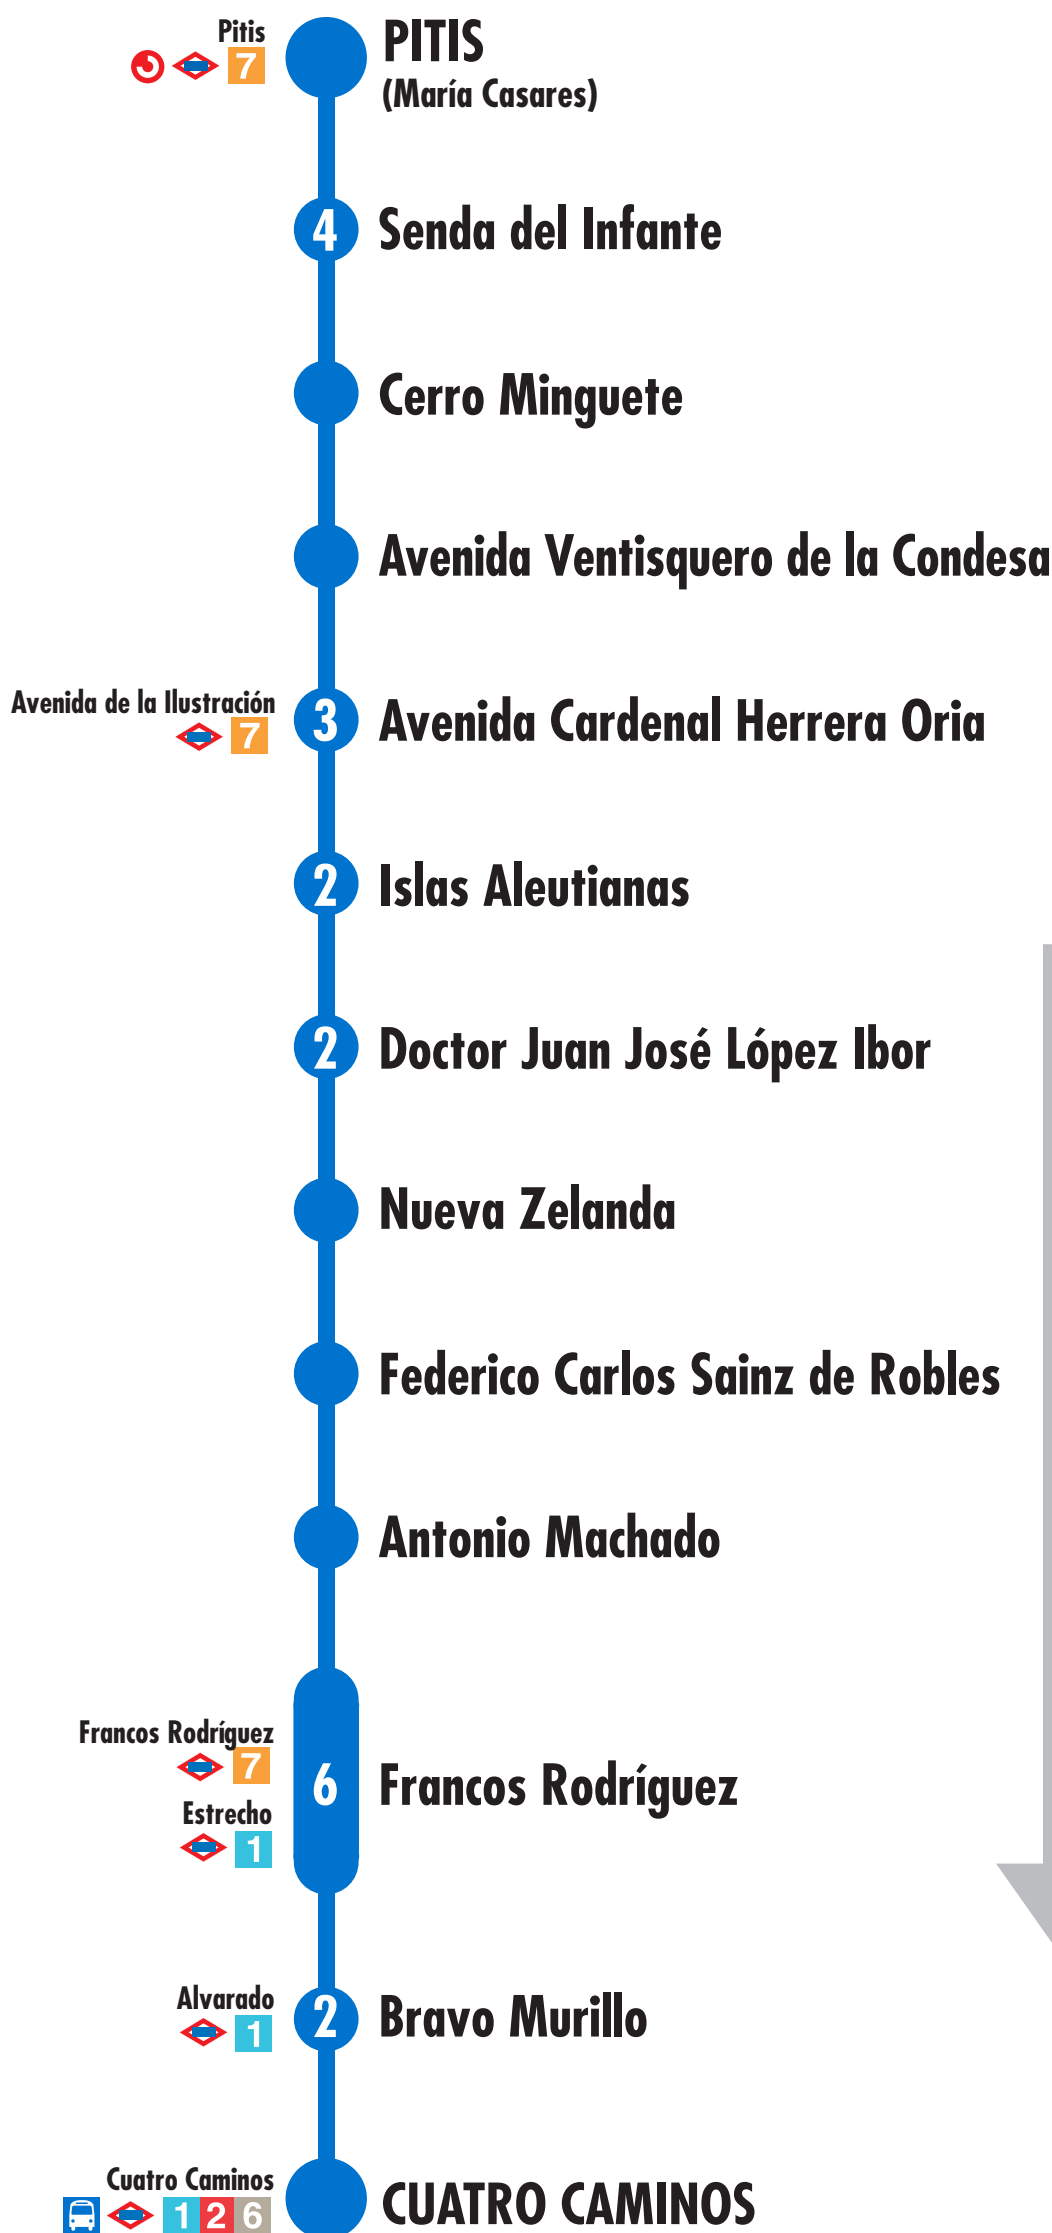 Pitis
7
PITIS
(María Casares)
4 Senda del Infante
Cerro Minguete
Avenida Ventisquero de la Condesa
Avenida de la Ilustración
7
3 Avenida Cardenal Herrera Oria
2 Islas Aleutianas
2 Doctor Juan José López Ibor
Nueva Zelanda
Federico Carlos Sainz de Robles
Antonio Machado
Francos Rodríguez
7
Estrecho
1
6 Francos Rodríguez
Alvarado
1
2 Bravo Murillo
Cuatro Caminos
1 2 6
CUATRO CAMINOS